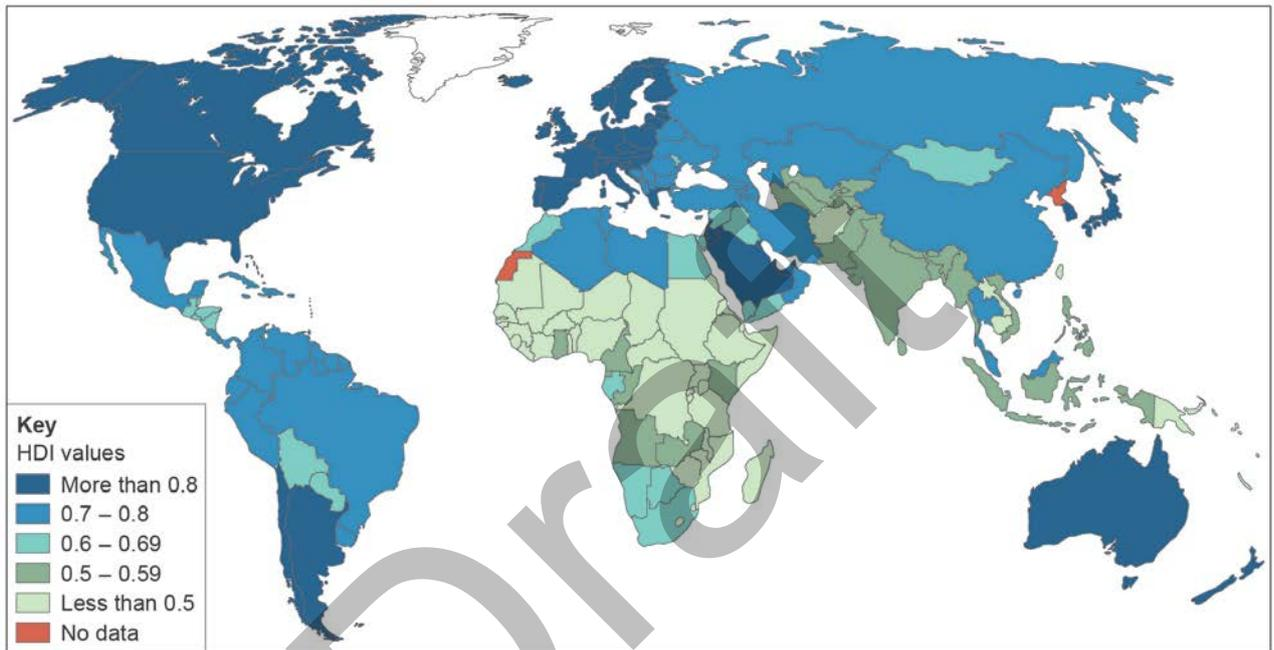 Key
HDI values
More than 0.8
0.7 – 0.8
0.6 – 0.69
0.5 – 0.59
Less than 0.5
No data
Draft